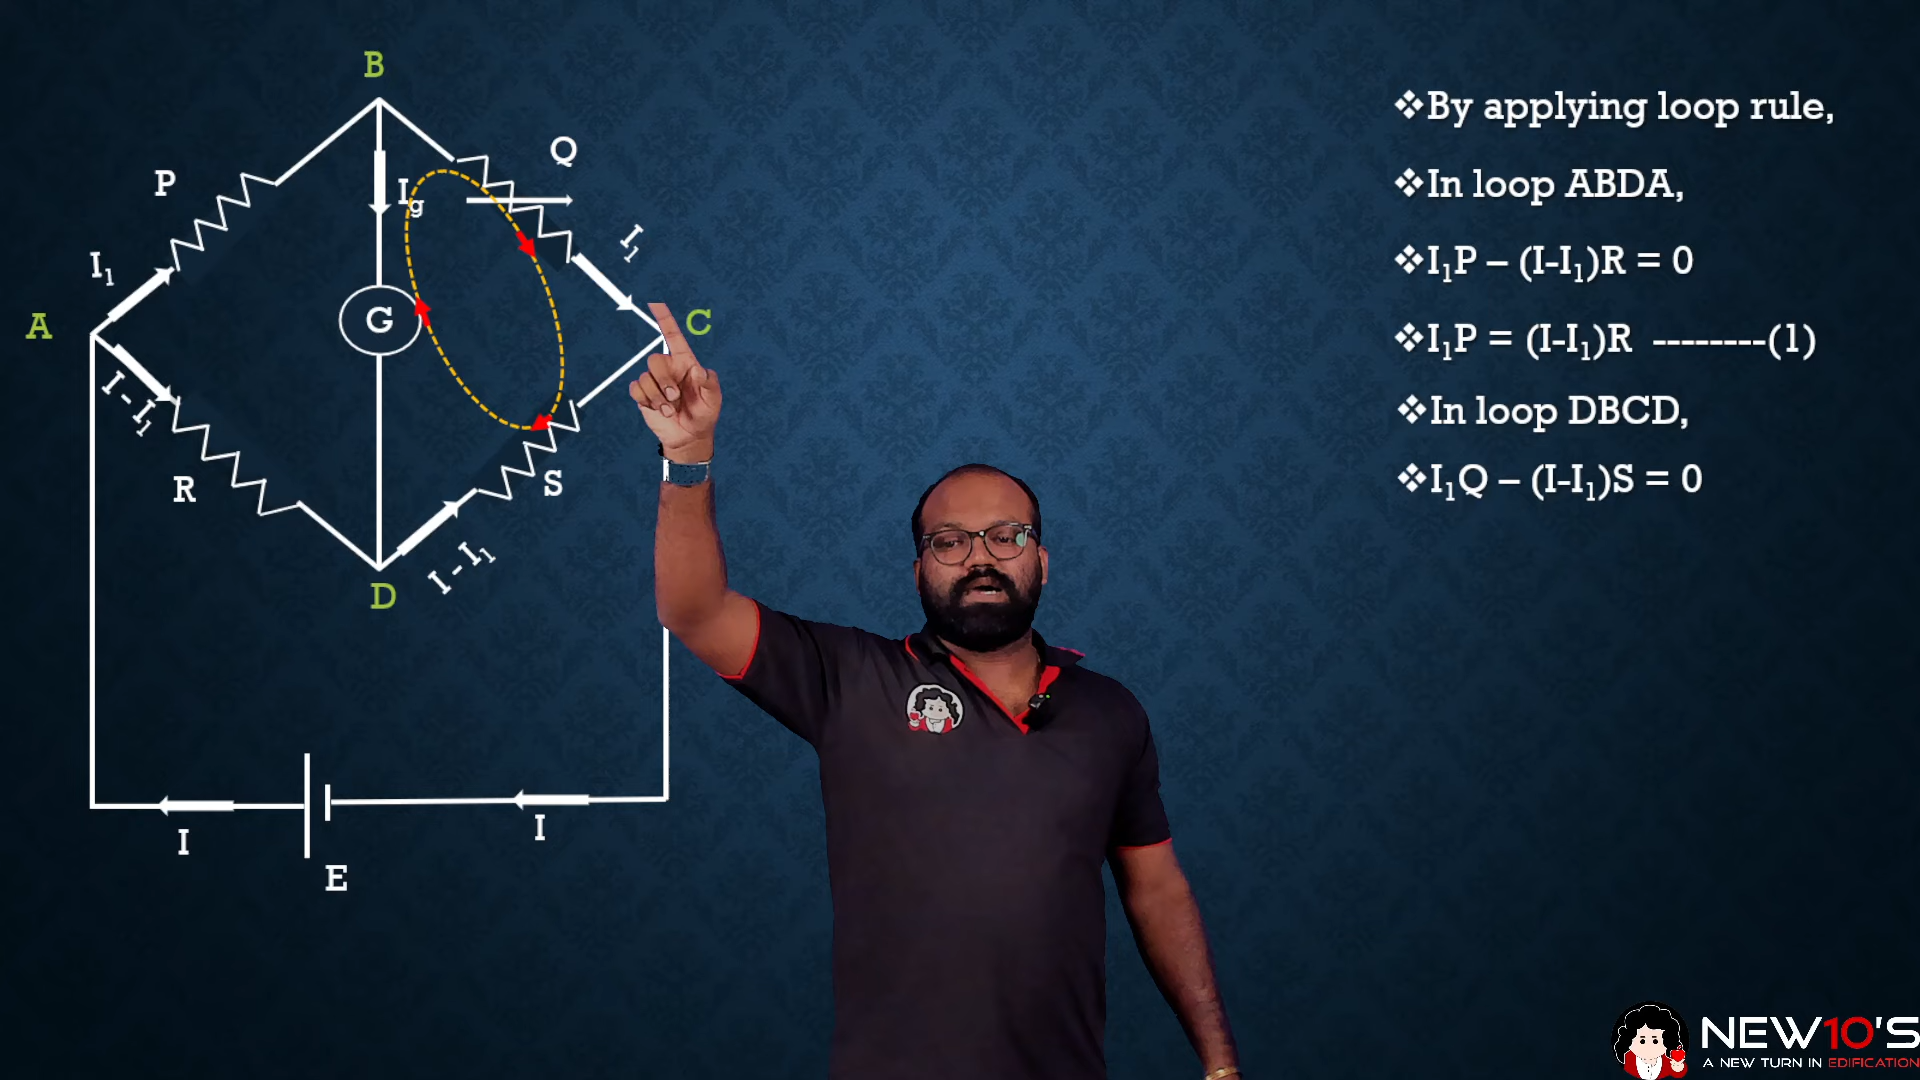 B
P
Q
Ig
I₁
I₁
A
G
C
I - I₁
R
S
D
I - I₁
I
I
E
❖By applying loop rule,
❖In loop ABDA,
❖I₁P – (I-I₁)R = 0
❖I₁P = (I-I₁)R --------(1)
❖In loop DBCD,
❖I₁Q – (I-I₁)S = 0
NEW10'S
A NEW TURN IN EDIFICATION